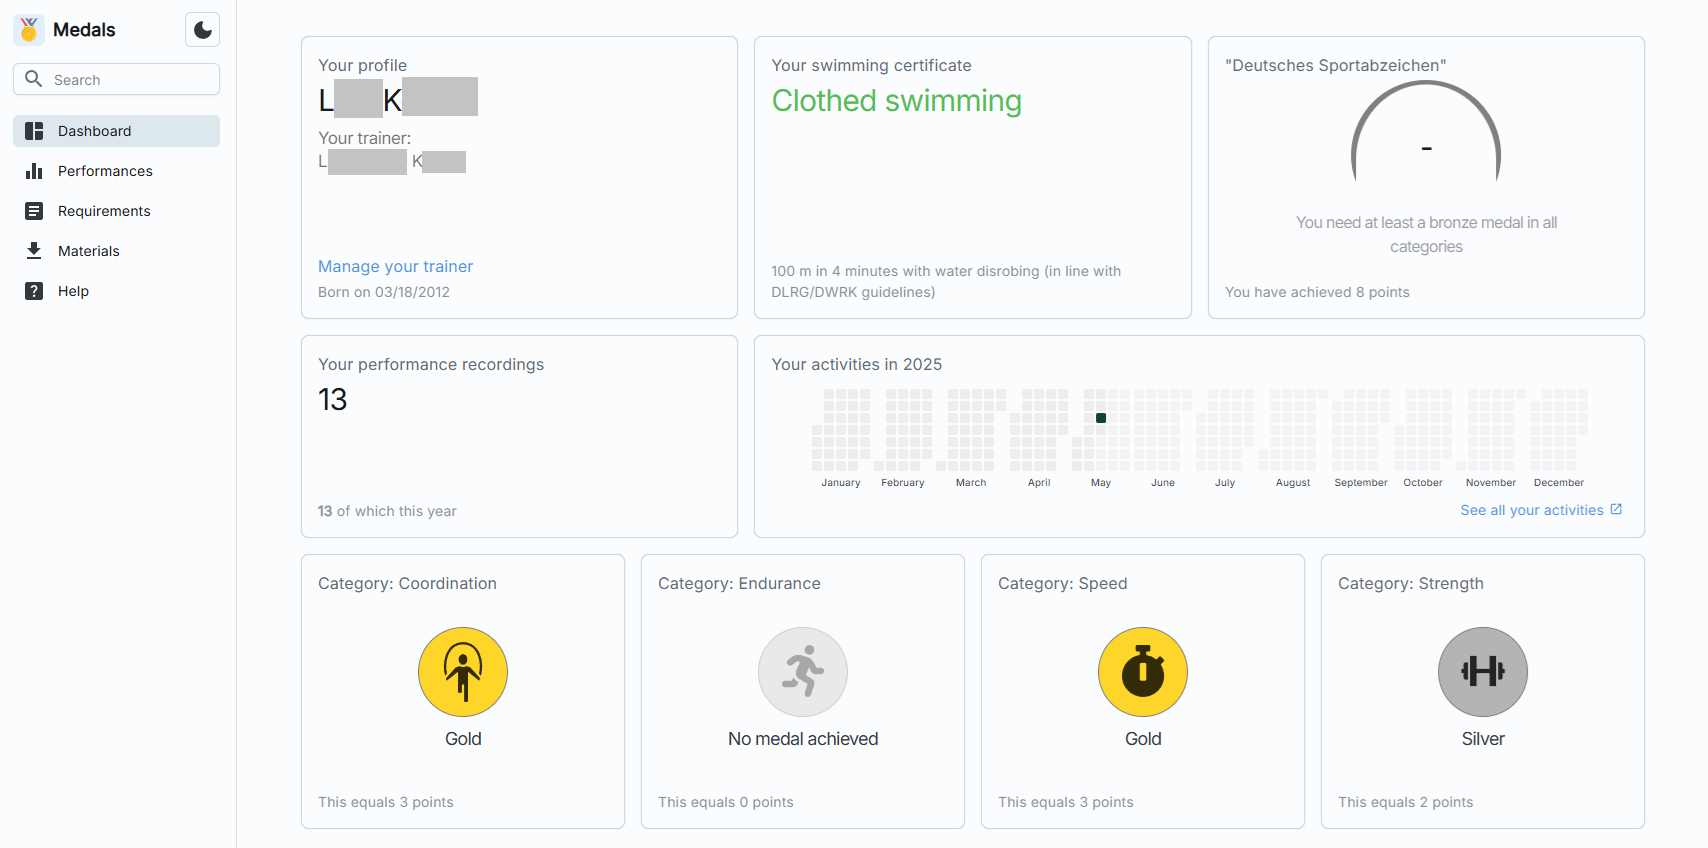 Medals
Search
Dashboard
Performances
Requirements
Materials
Help
Your profile
L K
Your trainer:
L K
Manage your trainer
Born on 03/18/2012
Your swimming certificate
Clothed swimming
100 m in 4 minutes with water disrobing (in line with
DLRG/DWRK guidelines)
"Deutsches Sportabzeichen"
-
You need at least a bronze medal in all
categories
You have achieved 8 points
Your performance recordings
13
13 of which this year
Your activities in 2025
January February March April May June July August September October November December
See all your activities
Category: Coordination
Gold
This equals 3 points
Category: Endurance
No medal achieved
This equals 0 points
Category: Speed
Gold
This equals 3 points
Category: Strength
Silver
This equals 2 points